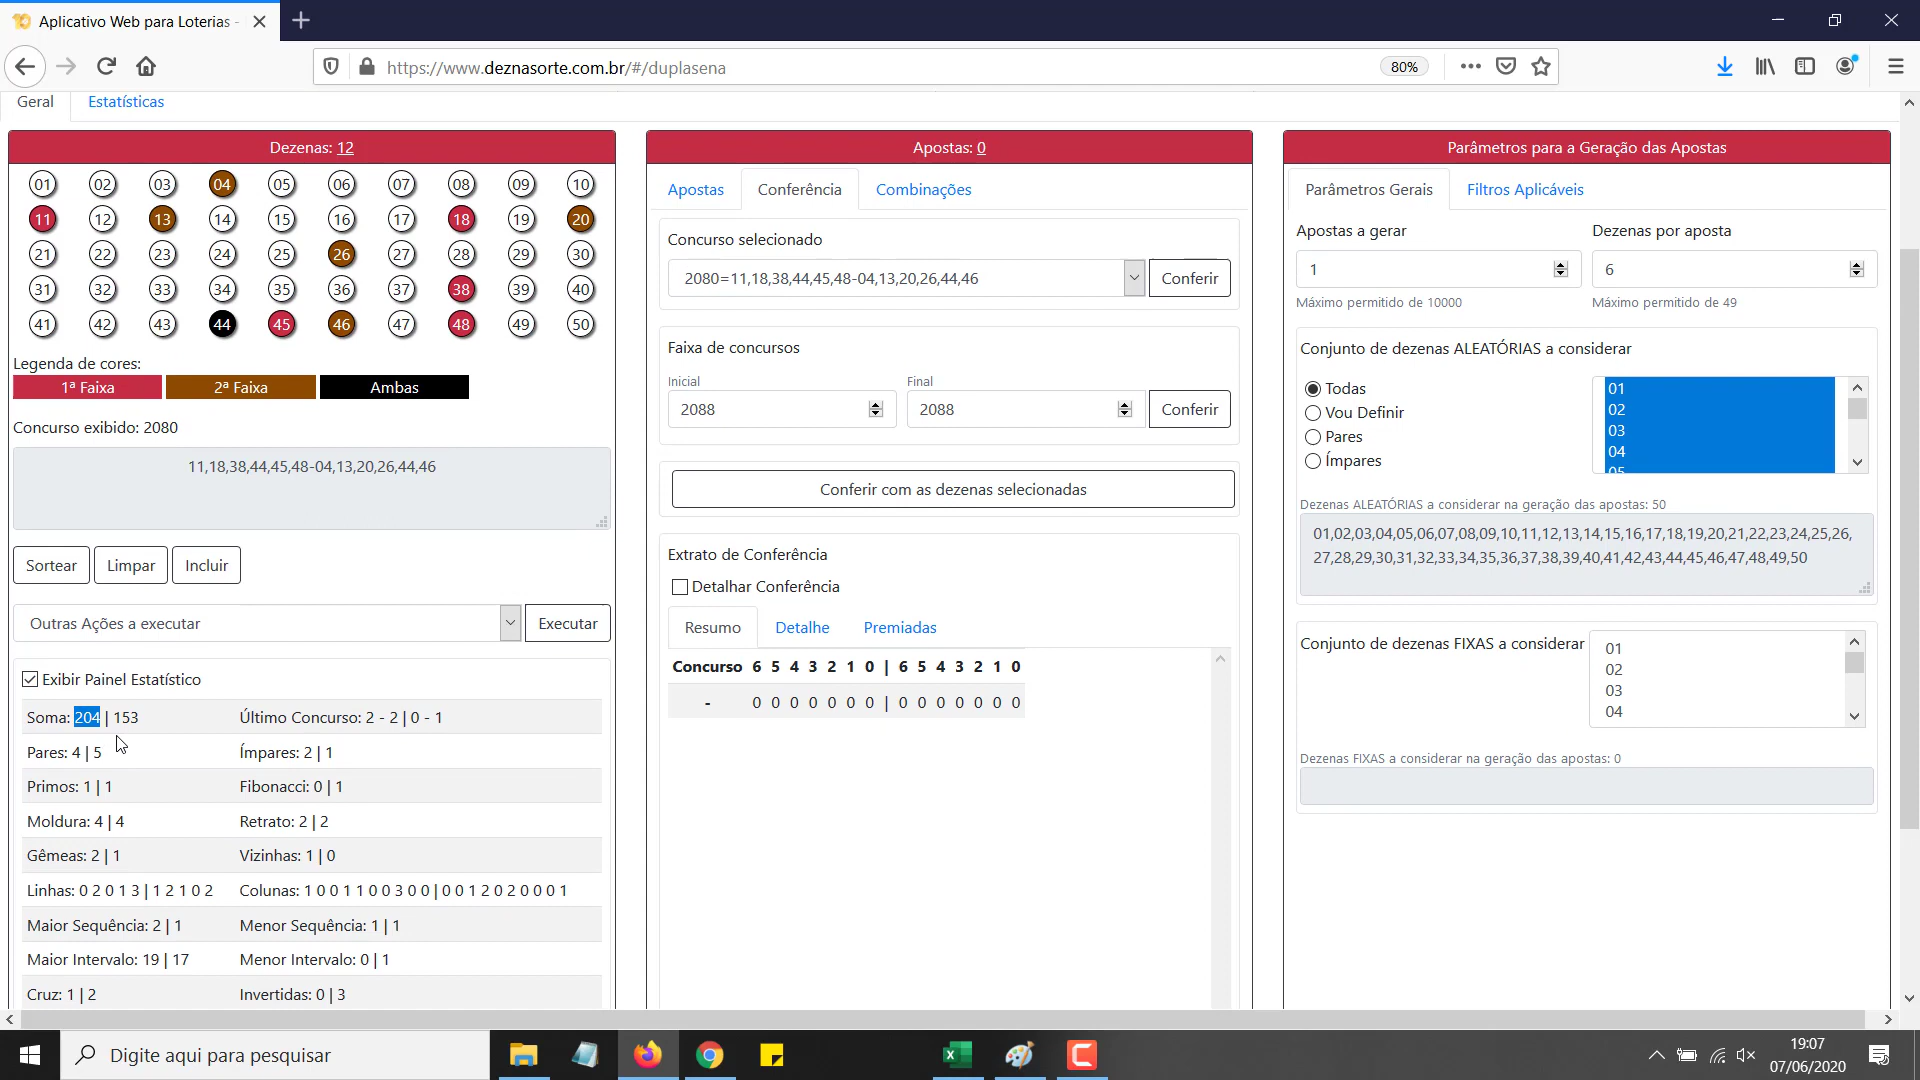 Aplicativo Web para Loterias -
https://www.deznasorte.com.br/#/duplasena
80%
Geral
Estatísticas
Dezenas: 12
01 02 03 04 05 06 07 08 09 10
11 12 13 14 15 16 17 18 19 20
21 22 23 24 25 26 27 28 29 30
31 32 33 34 35 36 37 38 39 40
41 42 43 44 45 46 47 48 49 50
Legenda de cores:
1ª Faixa 2ª Faixa Ambas
Concurso exibido: 2080
11,18,38,44,45,48-04,13,20,26,44,46
Sortear Limpar Incluir
Outras Ações a executar Executar
Exibir Painel Estatístico
Soma: 204 | 153 Último Concurso: 2 - 2 | 0 - 1
Pares: 4 | 5 Ímpares: 2 | 1
Primos: 1 | 1 Fibonacci: 0 | 1
Moldura: 4 | 4 Retrato: 2 | 2
Gêmeas: 2 | 1 Vizinhas: 1 | 0
Linhas: 0 2 0 1 3 | 1 2 1 0 2 Colunas: 1 0 0 1 1 0 0 3 0 0 | 0 0 1 2 0 2 0 0 0 1
Maior Sequência: 2 | 1 Menor Sequência: 1 | 1
Maior Intervalo: 19 | 17 Menor Intervalo: 0 | 1
Cruz: 1 | 2 Invertidas: 0 | 3
Apostas: 0
Apostas Conferência Combinações
Concurso selecionado
2080=11,18,38,44,45,48-04,13,20,26,44,46 Conferir
Faixa de concursos
Inicial Final
2088 2088 Conferir
Conferir com as dezenas selecionadas
Extrato de Conferência
Detalhar Conferência
Resumo Detalhe Premiadas
Concurso 6 5 4 3 2 1 0 | 6 5 4 3 2 1 0
- 0 0 0 0 0 0 0 | 0 0 0 0 0 0 0
Parâmetros para a Geração das Apostas
Parâmetros Gerais Filtros Aplicáveis
Apostas a gerar Dezenas por aposta
1 6
Máximo permitido de 10000 Máximo permitido de 49
Conjunto de dezenas ALEATÓRIAS a considerar
Todas
Vou Definir
Pares
Ímpares
01
02
03
04
05
Dezenas ALEATÓRIAS a considerar na geração das apostas: 50
01,02,03,04,05,06,07,08,09,10,11,12,13,14,15,16,17,18,19,20,21,22,23,24,25,26,
27,28,29,30,31,32,33,34,35,36,37,38,39,40,41,42,43,44,45,46,47,48,49,50
Conjunto de dezenas FIXAS a considerar
01
02
03
04
Dezenas FIXAS a considerar na geração das apostas: 0
Digite aqui para pesquisar
19:07
07/06/2020